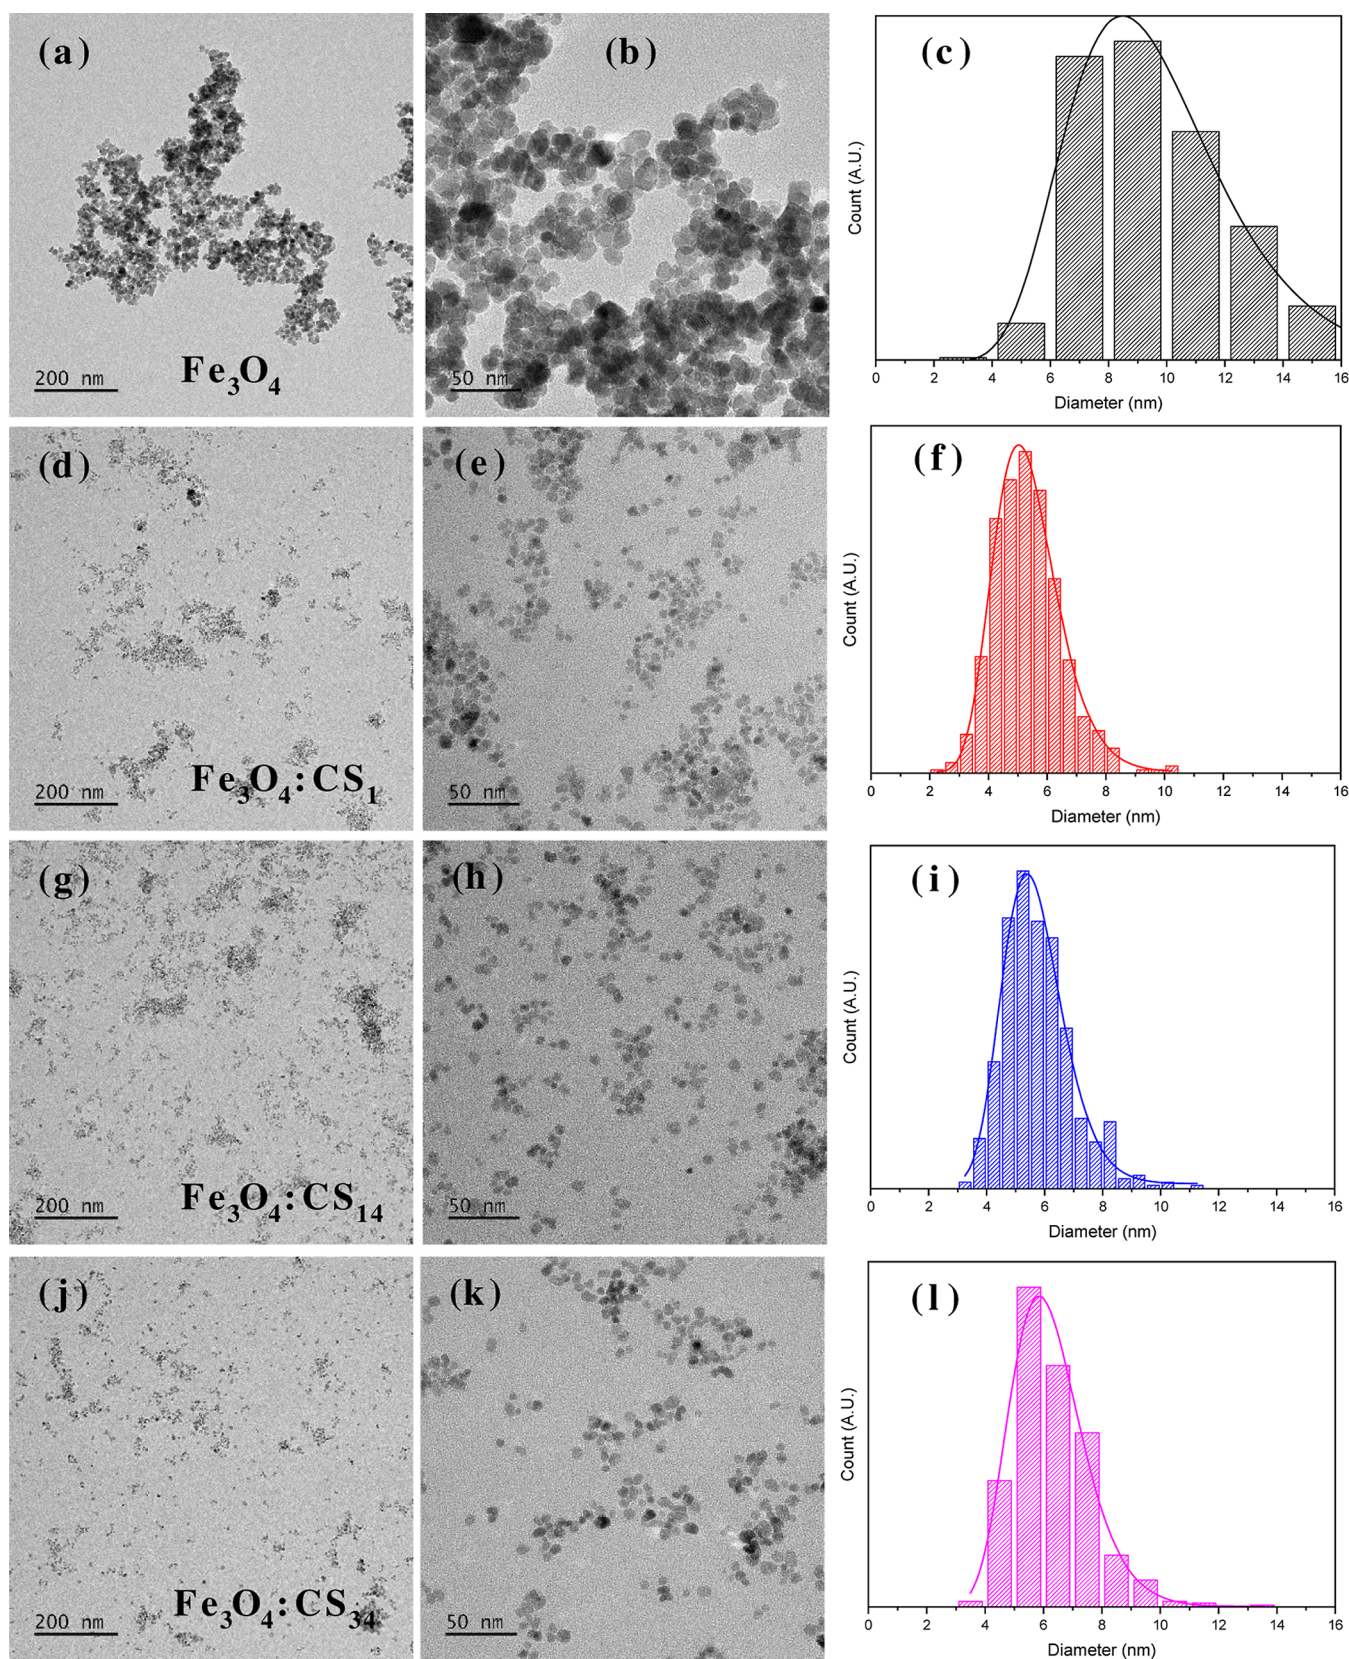 (a)
200 nm
Fe3O4
(b)
50 nm
(c)
Count (A.U.)
0 2 4 6 8 10 12 14 16
Diameter (nm)
(d)
200 nm
Fe3O4:CS1
(e)
50 nm
(f)
Count (A.U.)
0 2 4 6 8 10 12 14 16
Diameter (nm)
(g)
200 nm
Fe3O4:CS14
(h)
50 nm
(i)
Count (A.U.)
0 2 4 6 8 10 12 14 16
Diameter (nm)
(j)
200 nm
Fe3O4:CS34
(k)
50 nm
(l)
Count (A.U.)
0 2 4 6 8 10 12 14 16
Diameter (nm)